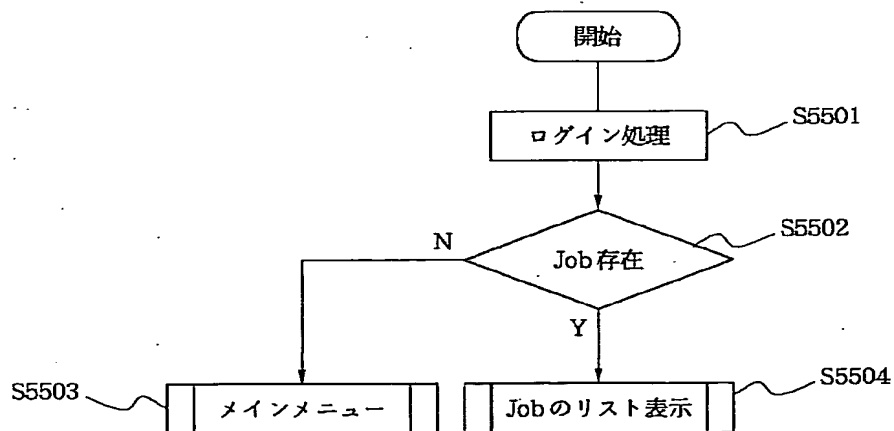 開始
ログイン処理
S5501
Job存在
S5502
N
Y
S5503
メインメニュー
Jobのリスト表示
S5504